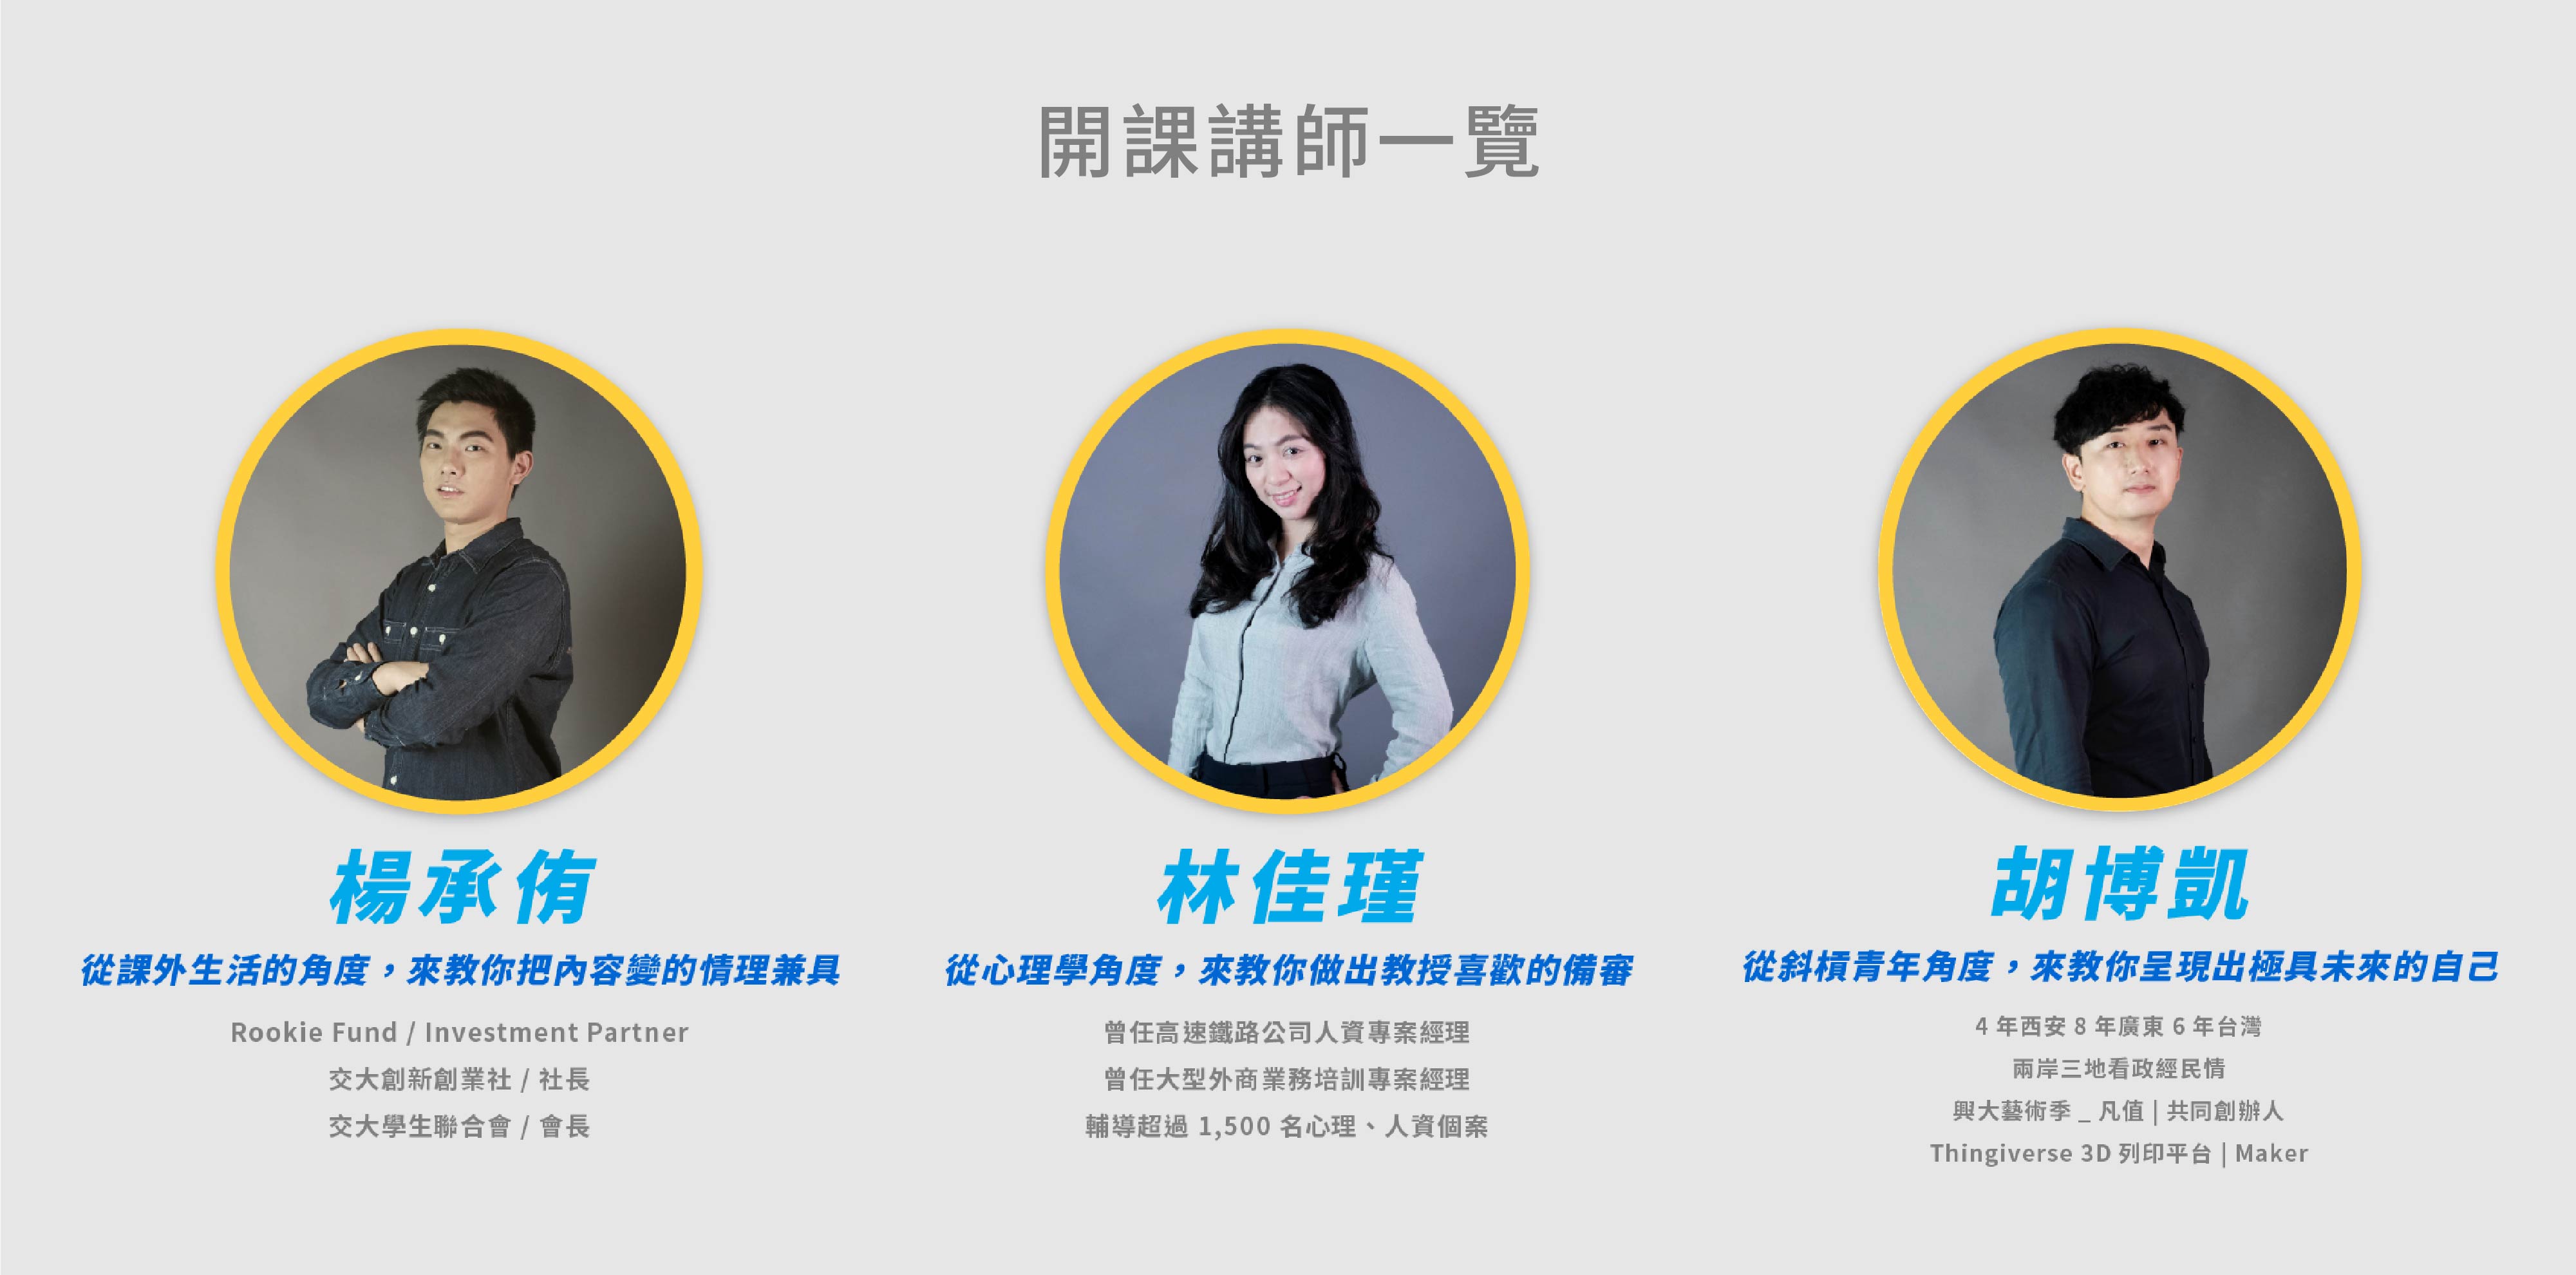 開課講師一覽
楊承侑
從課外生活的角度，來教你把內容變的情理兼具
Rookie Fund / Investment Partner
交大創新創業社 / 社長
交大學生聯合會 / 會長
林佳瑾
從心理學角度，來教你做出教授喜歡的備審
曾任高速鐵路公司人資專案經理
曾任大型外商業務培訓專案經理
輔導超過 1,500 名心理、人資個案
胡博凱
從斜槓青年角度，來教你呈現出極具未來的自己
4 年西安 8 年廣東 6 年台灣
兩岸三地看政經民情
興大藝術季 _ 凡值 | 共同創辦人
Thingiverse 3D 列印平台 | Maker